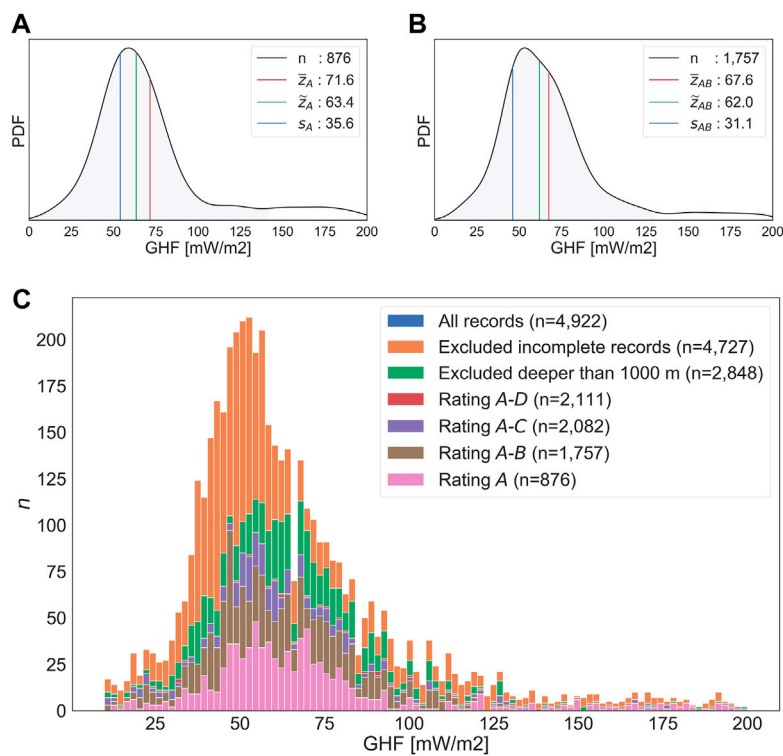 A
PDF
n : 876
z̅A : 71.6
z̃A : 63.4
sA : 35.6
0 25 50 75 100 125 150 175 200
GHF [mW/m2]
B
PDF
n : 1,757
z̅AB : 67.6
z̃AB : 62.0
sAB : 31.1
0 25 50 75 100 125 150 175 200
GHF [mW/m2]
C
n
200
175
150
125
100
75
50
25
0
All records (n=4,922)
Excluded incomplete records (n=4,727)
Excluded deeper than 1000 m (n=2,848)
Rating A-D (n=2,111)
Rating A-C (n=2,082)
Rating A-B (n=1,757)
Rating A (n=876)
25 50 75 100 125 150 175 200
GHF [mW/m2]